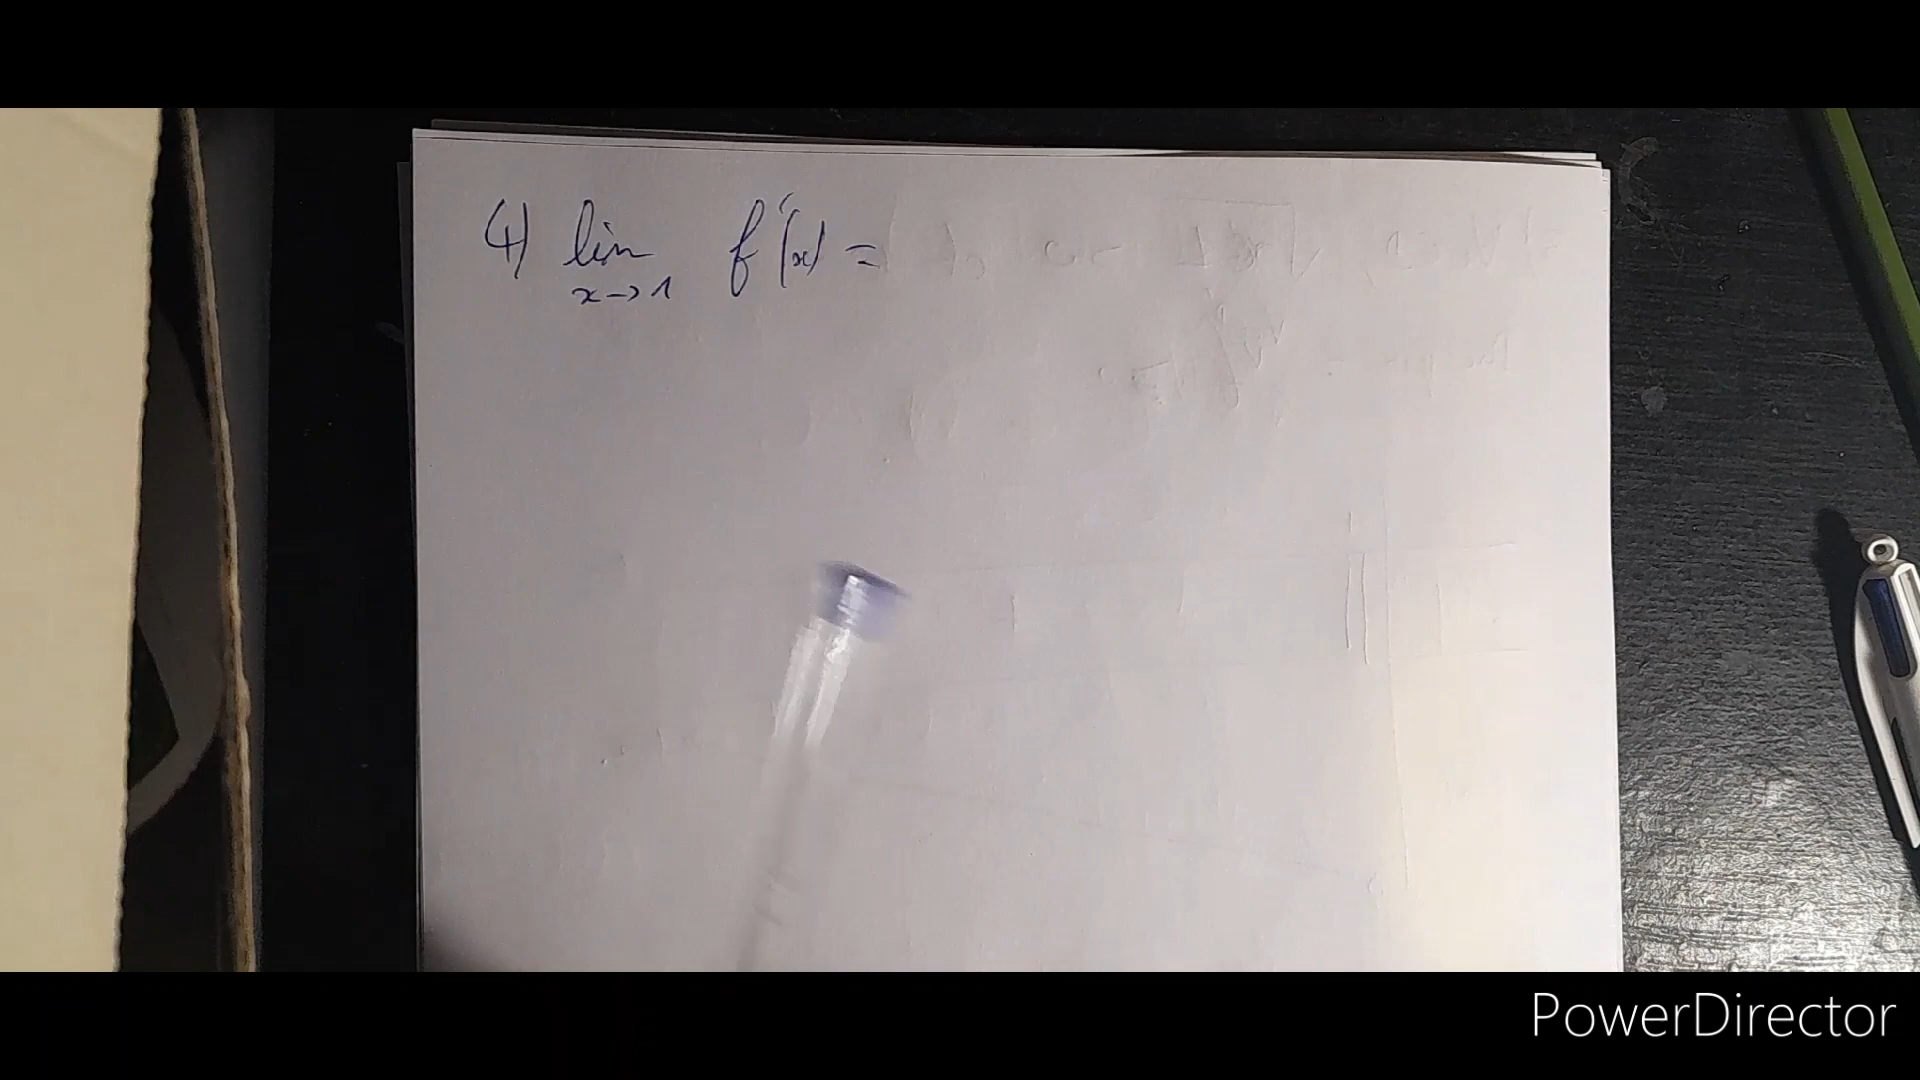 4) lim f'(x) =
x→1
PowerDirector